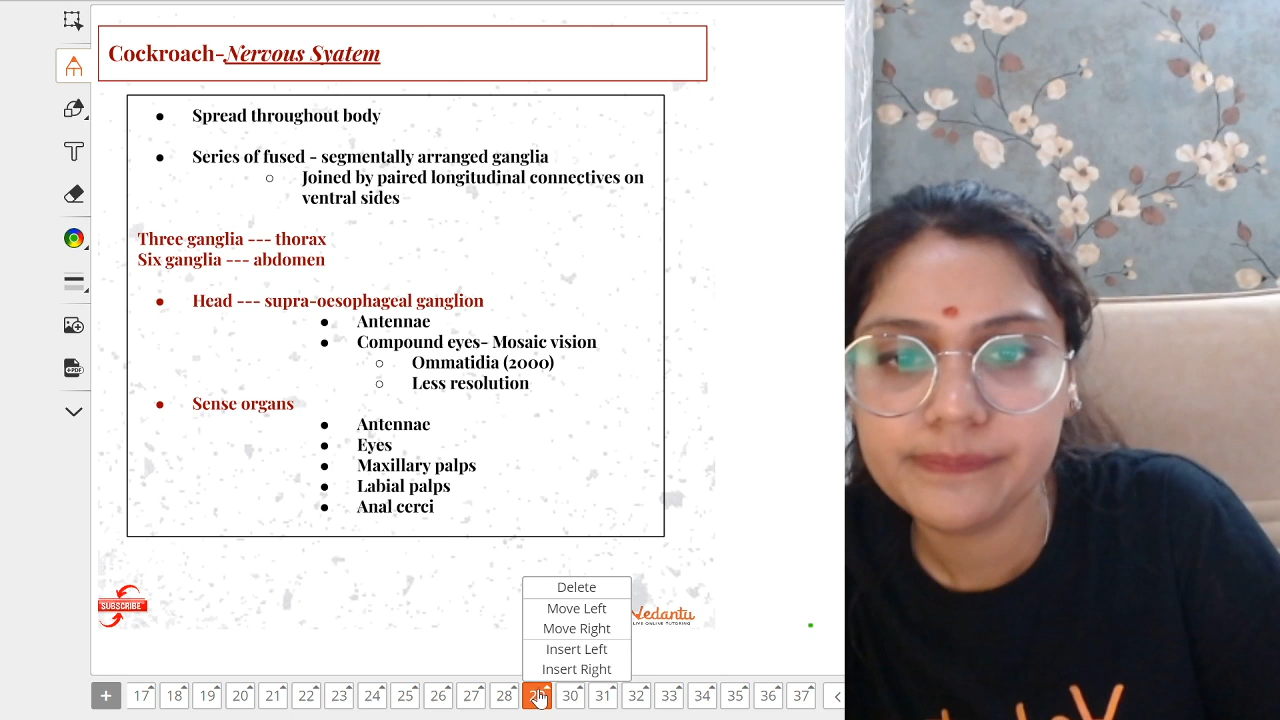 Cockroach-Nervous Syatem
● Spread throughout body
● Series of fused - segmentally arranged ganglia
○ Joined by paired longitudinal connectives on
ventral sides
Three ganglia --- thorax
Six ganglia --- abdomen
● Head --- supra-oesophageal ganglion
● Antennae
● Compound eyes- Mosaic vision
○ Ommatidia (2000)
○ Less resolution
● Sense organs
● Antennae
● Eyes
● Maxillary palps
● Labial palps
● Anal cerci
SUBSCRIBE
Vedantu
LIVE ONLINE TUTORING
Delete
Move Left
Move Right
Insert Left
Insert Right
+ 17 18 19 20 21 22 23 24 25 26 27 28 29 30 31 32 33 34 35 36 37 <
+PDF